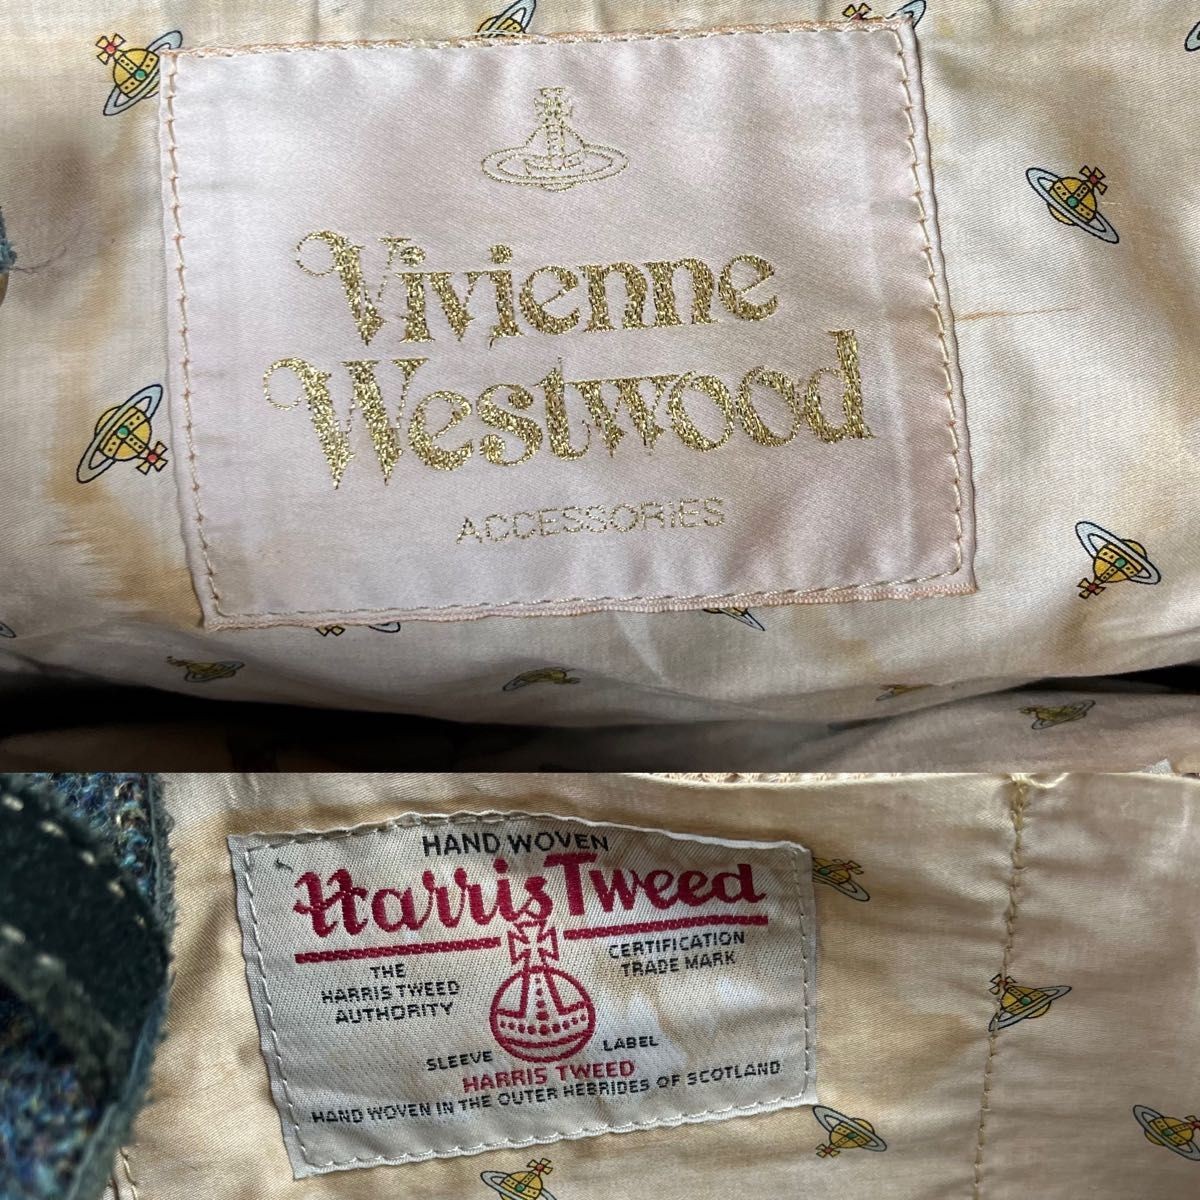 Vivienne
Westwood
ACCESSORIES
HAND WOVEN
Harris Tweed
THE
HARRIS TWEED
AUTHORITY
CERTIFICATION
TRADE MARK
SLEEVE LABEL
HARRIS TWEED
HAND WOVEN IN THE OUTER HEBRIDES OF SCOTLAND